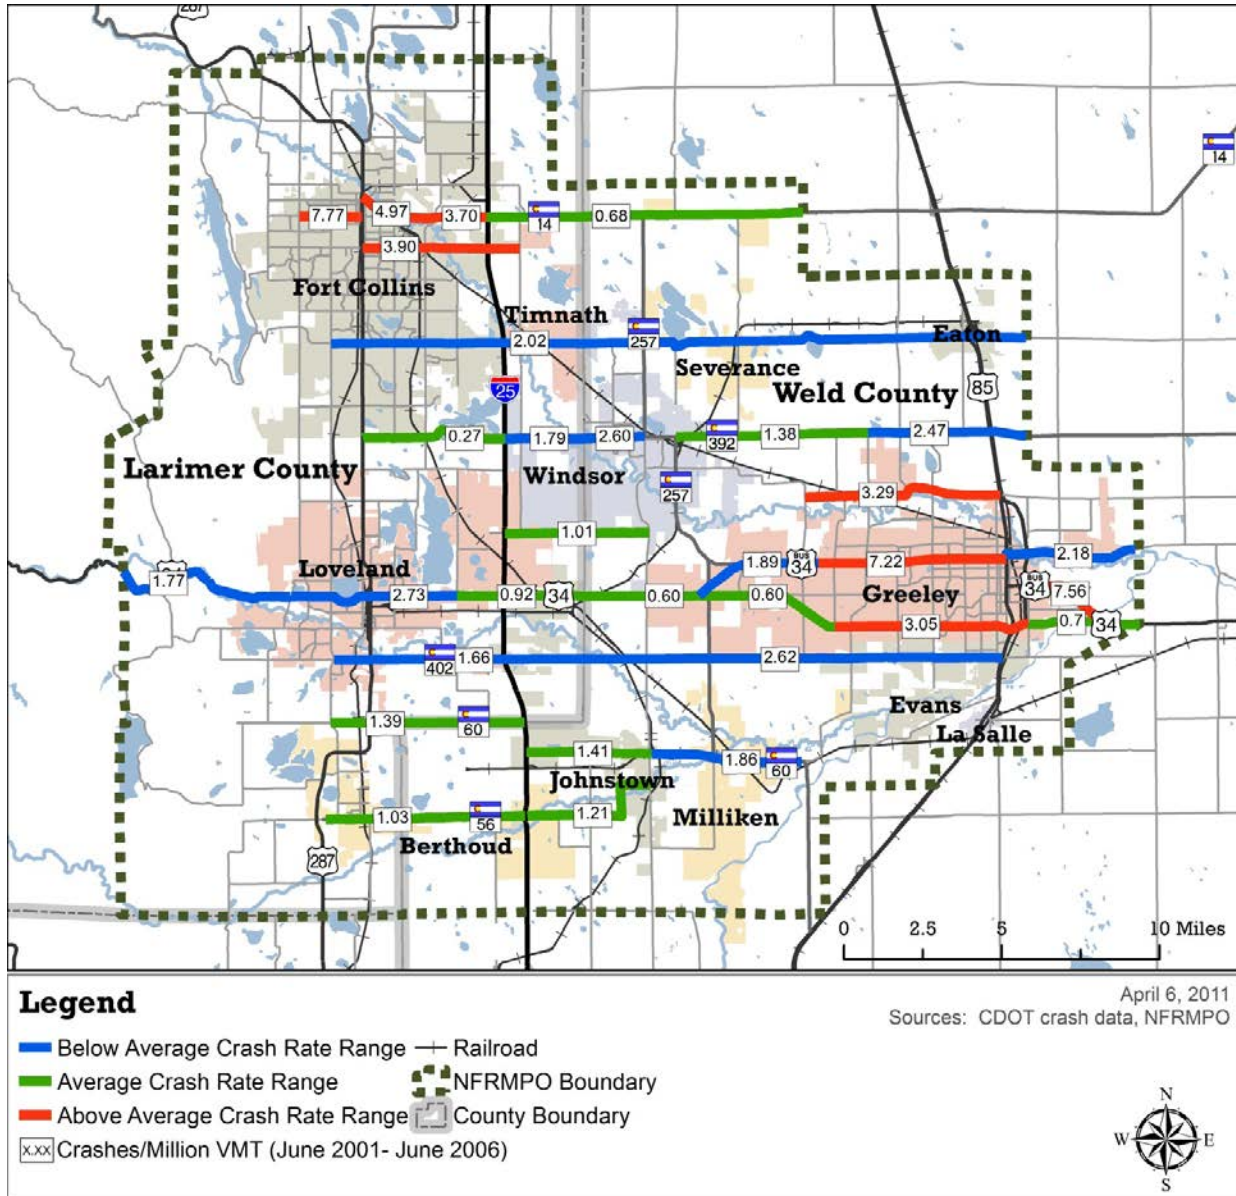 287
14
7.77
4.97
3.70
14
0.68
3.90
Fort Collins
Timnath
2.02
257
Eaton
Severance
25
Weld County
85
0.27
1.79
2.60
392
1.38
2.47
Larimer County
Windsor
257
3.29
1.01
1.77
Loveland
2.73
0.92
34
0.60
0.60
1.89
BUS
34
7.22
2.18
Greeley
BUS
34
7.56
3.05
0.7
34
402
1.66
2.62
1.39
60
Evans
La Salle
1.41
1.86
60
Johnstown
1.03
56
1.21
Milliken
Berthoud
287
0
2.5
5
10 Miles
Legend
April 6, 2011
Sources: CDOT crash data, NFRMPO
Below Average Crash Rate Range
Railroad
Average Crash Rate Range
NFRMPO Boundary
Above Average Crash Rate Range
County Boundary
X.XX Crashes/Million VMT (June 2001- June 2006)
N
W
E
S